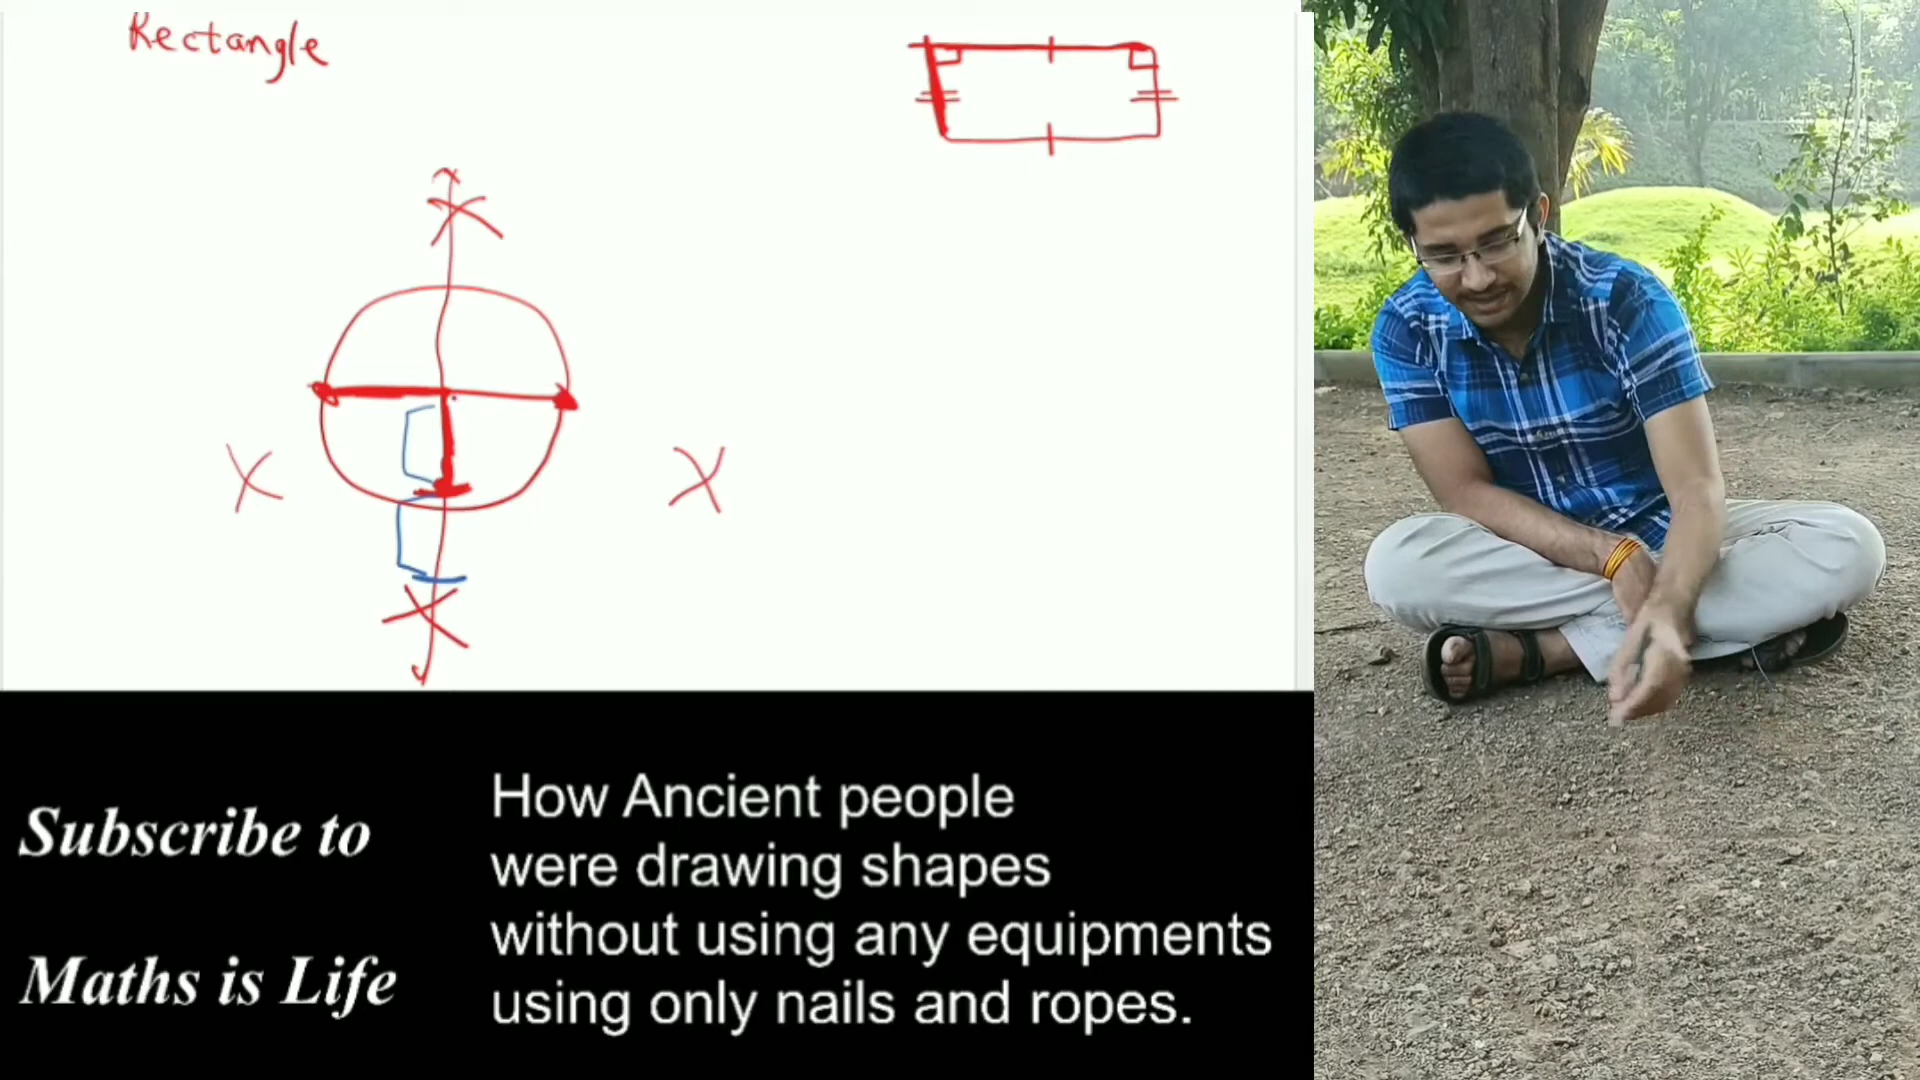 Rectangle
Subscribe to
Maths is Life
How Ancient people
were drawing shapes
without using any equipments
using only nails and ropes.